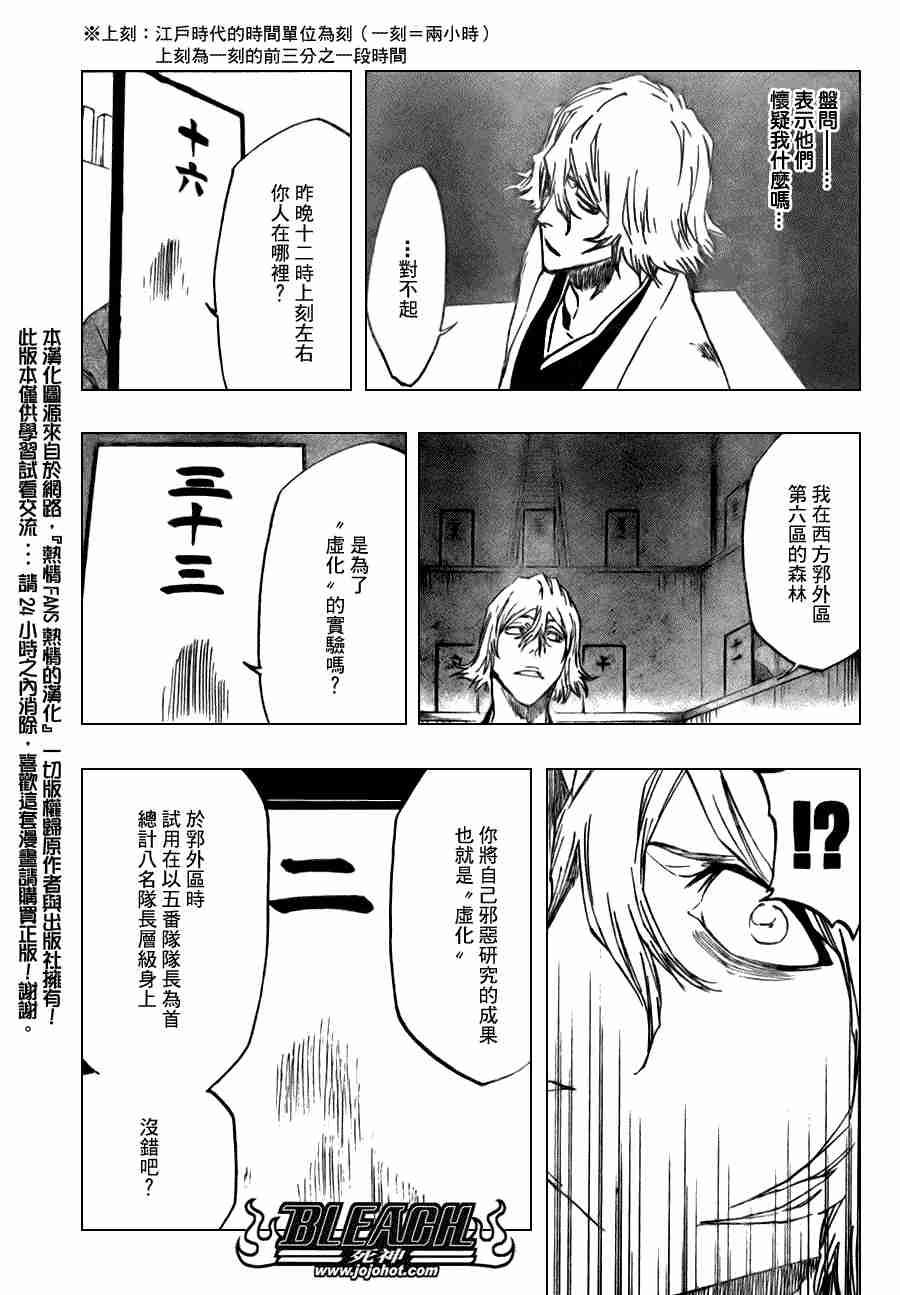 ※上刻：江戶時代的時間單位為刻（一刻＝兩小時）
上刻為一刻的前三分之一段時間
盤問——…
表示他們
懷疑我什麼嗎…
…對不起
昨晚十二時上刻左右
你人在哪裡？
十六
我在西方郛外區
第六區的森林
是為了
〝虛化〞的實驗嗎？
三十三
!?
你將自己邪惡研究的成果
也就是〝虛化〞
二
於郛外區時
試用在以五番隊隊長為首
總計八名隊長層級身上
沒錯吧？
本漢化圖源來自於網路，『熱情FANS熱情的漢化』一切版權歸原作者與出版社擁有！
此版本僅供學習試看交流…請24小時之內消除，喜歡這套漫畫請購買正版！謝謝。
BLEACH
死神
www.jojohot.com